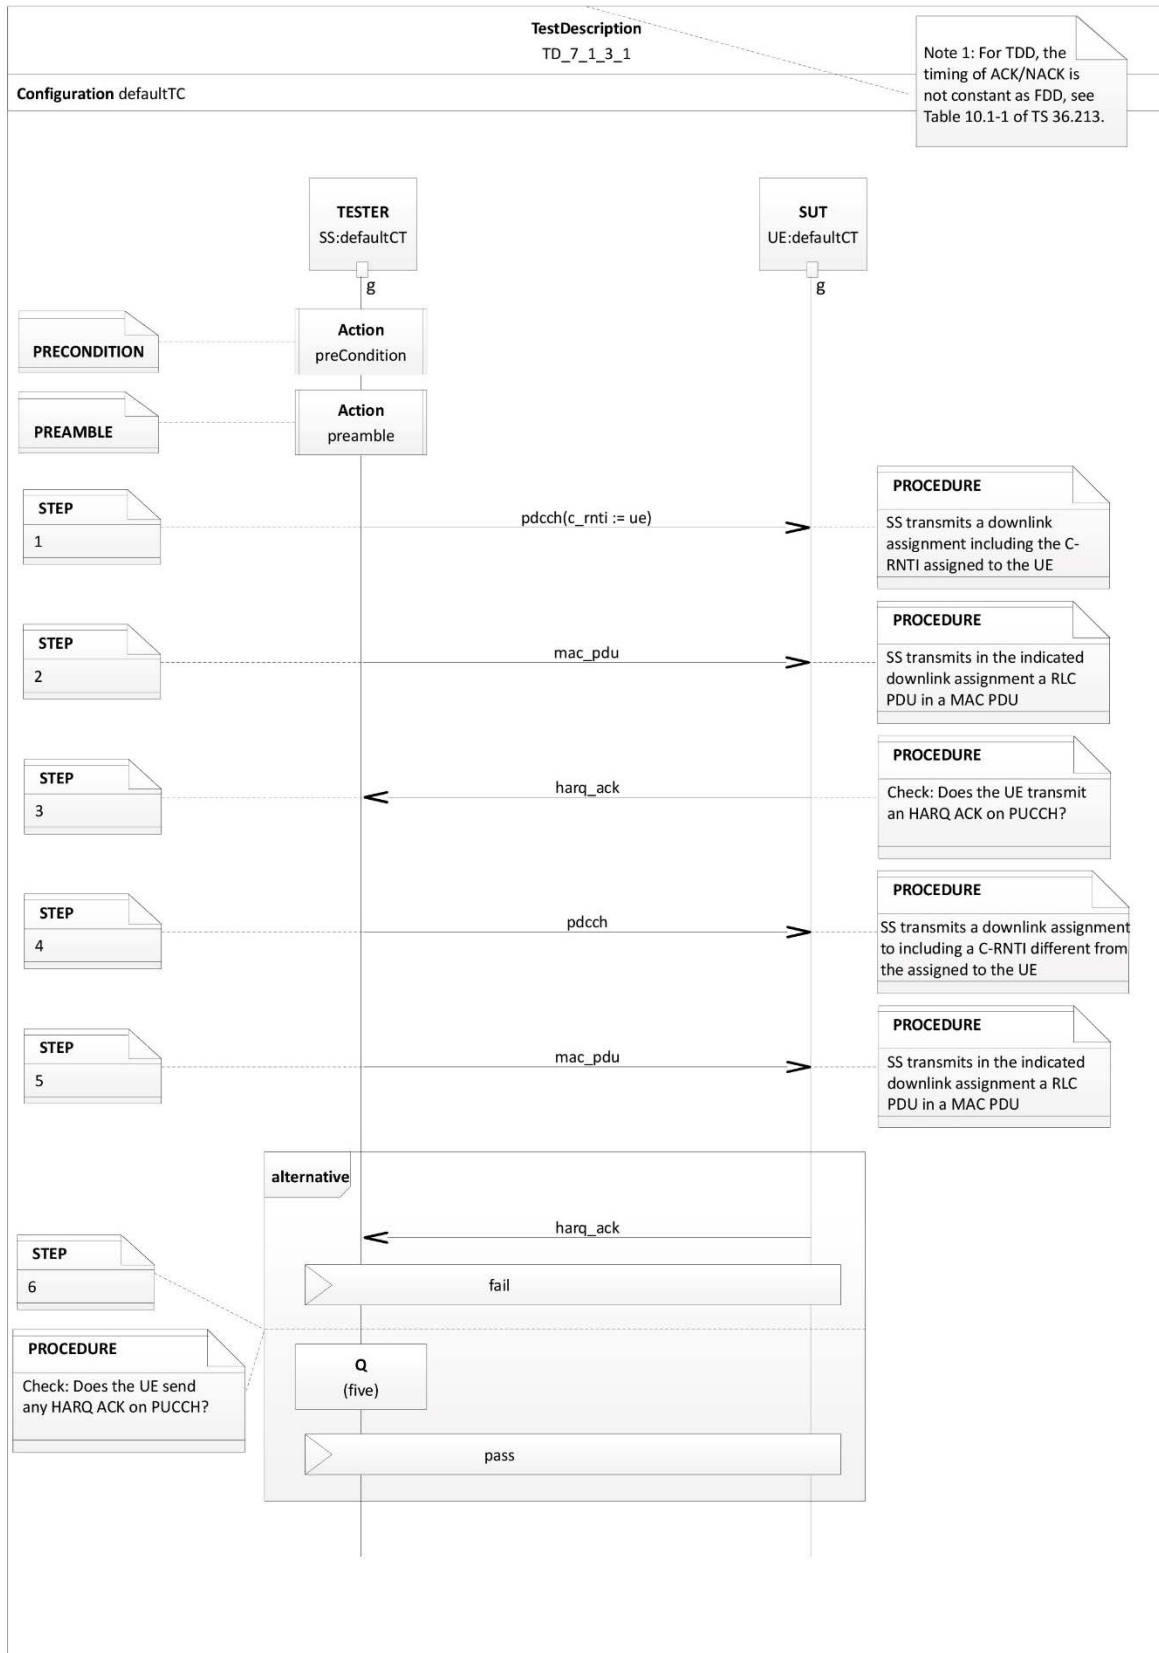 TestDescription
TD_7_1_3_1
Note 1: For TDD, the
timing of ACK/NACK is
not constant as FDD, see
Table 10.1-1 of TS 36.213.
Configuration defaultTC
TESTER
SS:defaultCT
g
SUT
UE:defaultCT
g
PRECONDITION
Action
preCondition
PREAMBLE
Action
preamble
STEP
1
pdcch(c_rnti := ue)
PROCEDURE
SS transmits a downlink
assignment including the C-
RNTI assigned to the UE
STEP
2
mac_pdu
PROCEDURE
SS transmits in the indicated
downlink assignment a RLC
PDU in a MAC PDU
STEP
3
harq_ack
PROCEDURE
Check: Does the UE transmit
an HARQ ACK on PUCCH?
STEP
4
pdcch
PROCEDURE
SS transmits a downlink assignment
to including a C-RNTI different from
the assigned to the UE
STEP
5
mac_pdu
PROCEDURE
SS transmits in the indicated
downlink assignment a RLC
PDU in a MAC PDU
alternative
harq_ack
STEP
6
fail
PROCEDURE
Check: Does the UE send
any HARQ ACK on PUCCH?
Q
(five)
pass